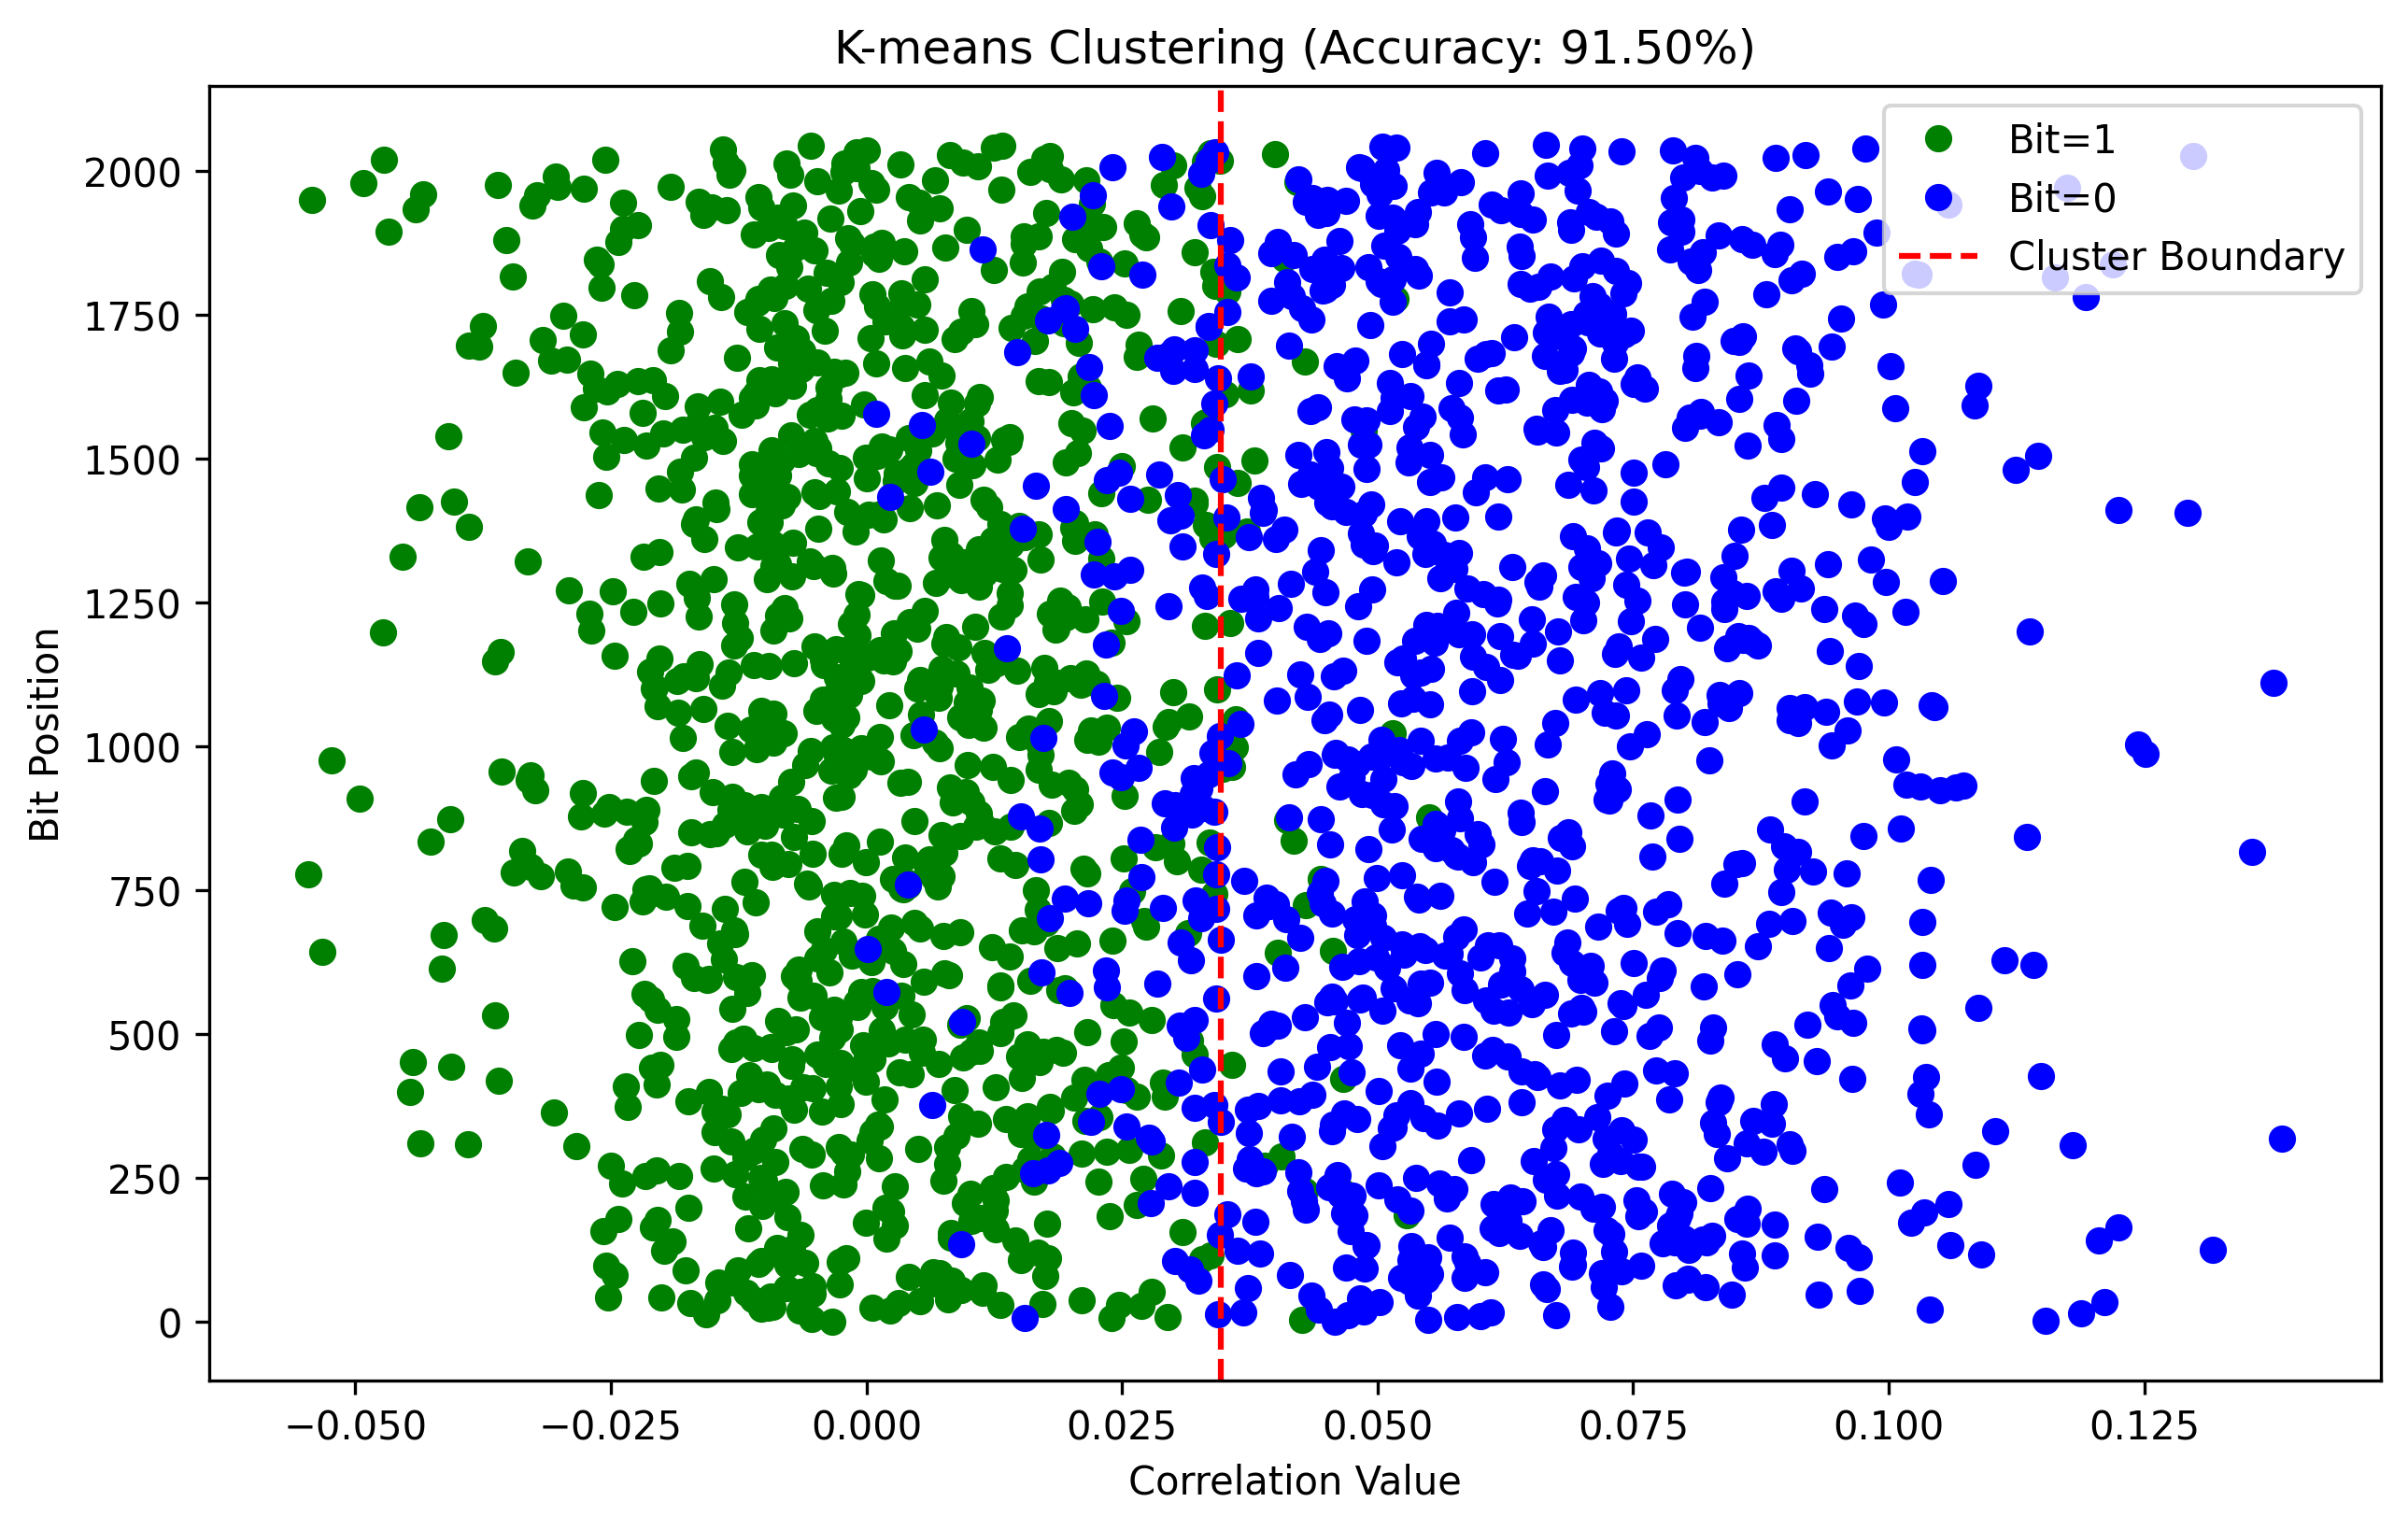 K-means Clustering (Accuracy: 91.50%)
Bit=1
Bit=0
Cluster Boundary
2000
1750
1500
1250
1000
750
500
250
0
Bit Position
−0.050
−0.025
0.000
0.025
0.050
0.075
0.100
0.125
Correlation Value